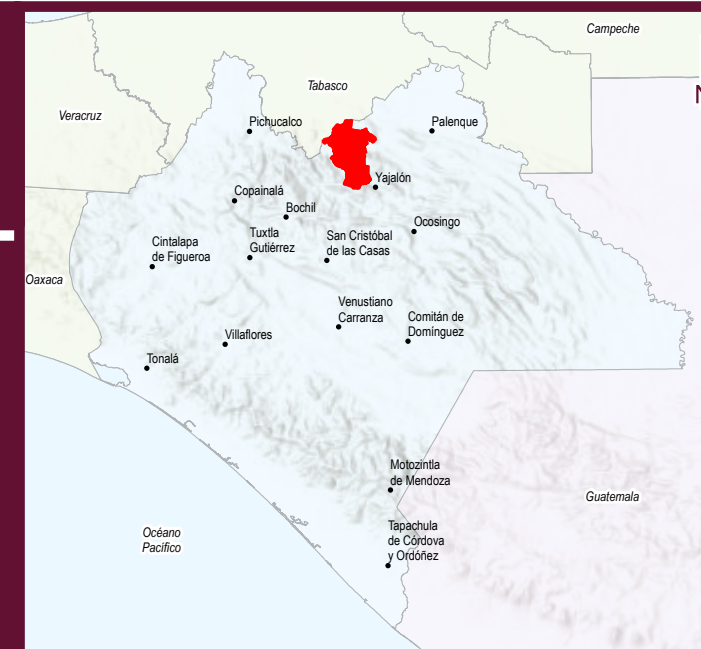 Campeche
Tabasco
Veracruz
N
Pichucalco
Palenque
Yajalón
Copainalá
Bochil
Ocosingo
Tuxtla
Gutiérrez
San Cristóbal
de las Casas
Cintalapa
de Figueroa
Oaxaca
Venustiano
Carranza
Comitán de
Domínguez
Villaflores
Tonalá
Motozintla
de Mendoza
Guatemala
Tapachula
de Córdova
y Ordóñez
Océano
Pacifico